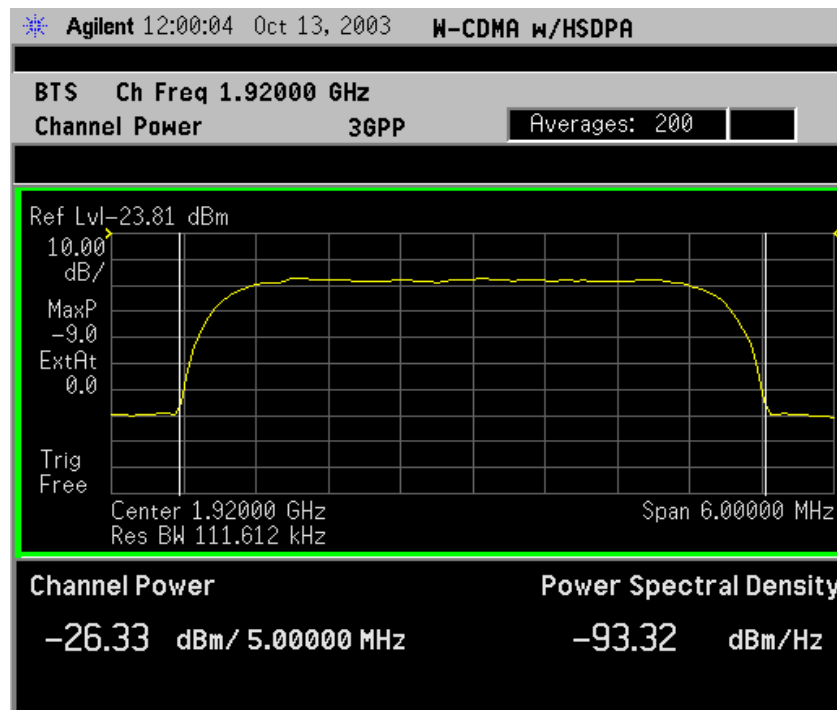 Agilent 12:00:04 Oct 13, 2003 W-CDMA w/HSDPA
BTS Ch Freq 1.92000 GHz
Channel Power 3GPP Averages: 200
Ref Lvl-23.81 dBm
10.00
dB/
MaxP
-9.0
ExtAt
0.0
Trig
Free
Center 1.92000 GHz Span 6.00000 MHz
Res BW 111.612 kHz
Channel Power Power Spectral Density
-26.33 dBm/ 5.00000 MHz -93.32 dBm/Hz